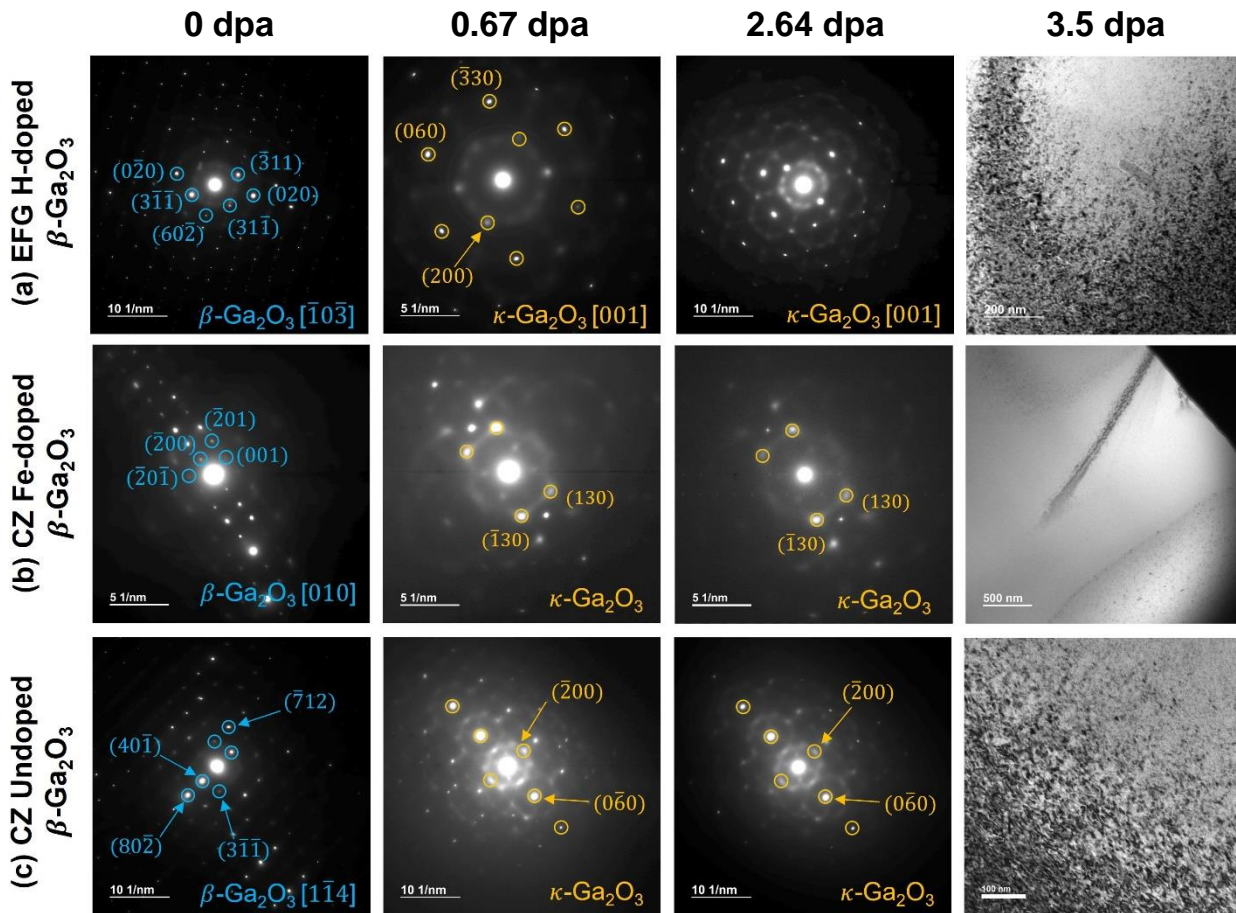 0 dpa
0.67 dpa
2.64 dpa
3.5 dpa
(a) EFG H-doped
β-Ga₂O₃
(02̅0)
(3̅11)
(31̅1̅)
(020)
(602̅)
(311̅)
10 1/nm
β-Ga₂O₃ [1̅03̅]
(3̅30)
(060)
(200)
5 1/nm
κ-Ga₂O₃ [001]
10 1/nm
κ-Ga₂O₃ [001]
200 nm
(b) CZ Fe-doped
β-Ga₂O₃
(2̅01)
(2̅00)
(001)
(2̅01̅)
5 1/nm
β-Ga₂O₃ [010]
(130)
(1̅30)
5 1/nm
κ-Ga₂O₃
(130)
(1̅30)
5 1/nm
κ-Ga₂O₃
500 nm
(c) CZ Undoped
β-Ga₂O₃
(7̅12)
(401̅)
(802̅)
(31̅1̅)
10 1/nm
β-Ga₂O₃ [11̅4]
(2̅00)
(06̅0)
10 1/nm
κ-Ga₂O₃
(2̅00)
(06̅0)
10 1/nm
κ-Ga₂O₃
100 nm